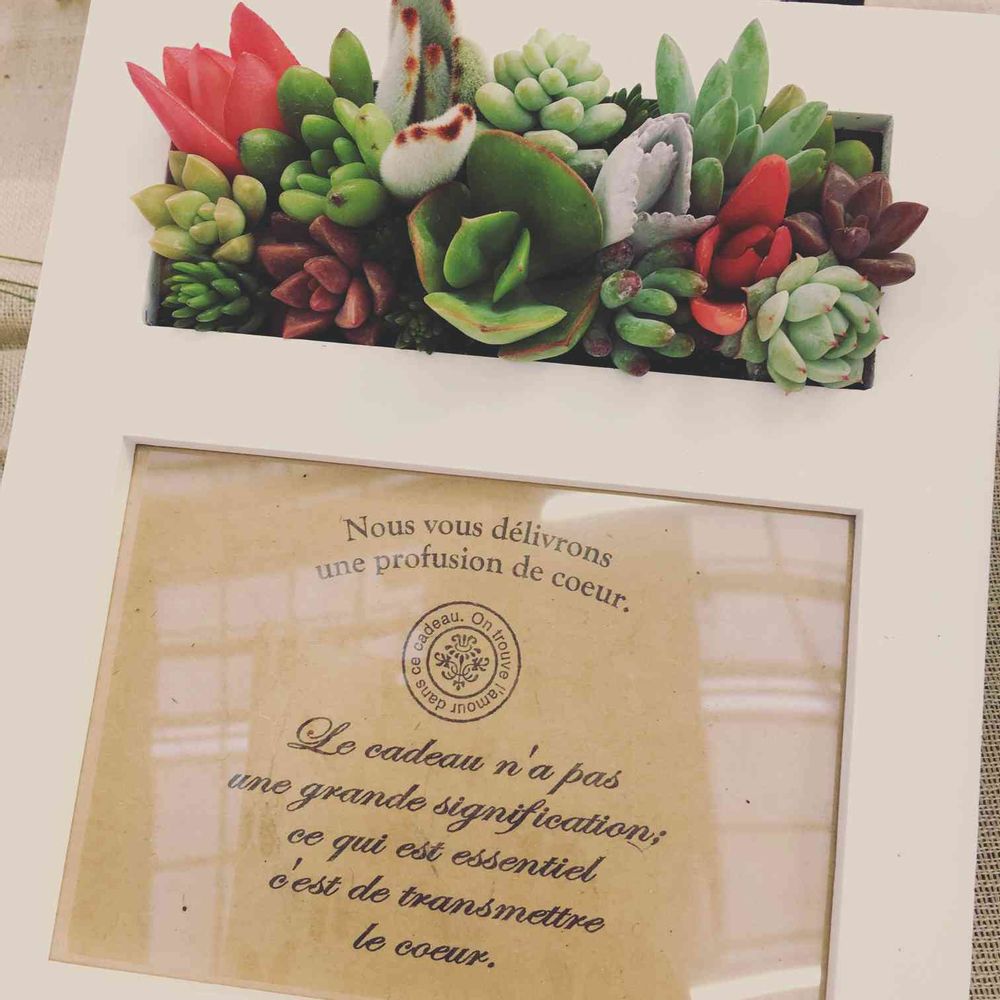 Nous vous délivrons
une profusion de coeur.
On trouve l'amour dans ce cadeau.
Le cadeau n'a pas
une grande signification;
ce qui est essentiel
c'est de transmettre
le coeur.